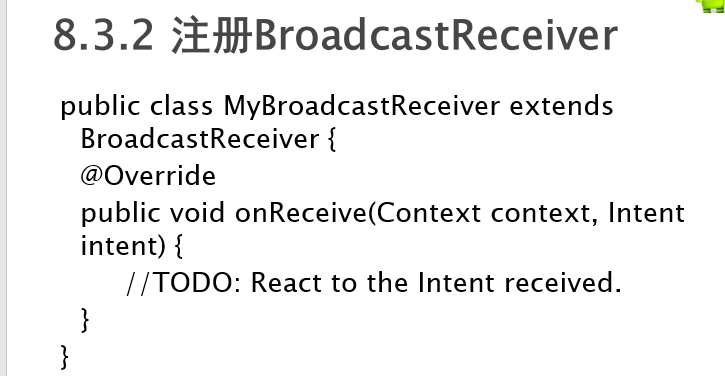 8.3.2 注册BroadcastReceiver
public class MyBroadcastReceiver extends
BroadcastReceiver {
@Override
public void onReceive(Context context, Intent
intent) {
//TODO: React to the Intent received.
}
}